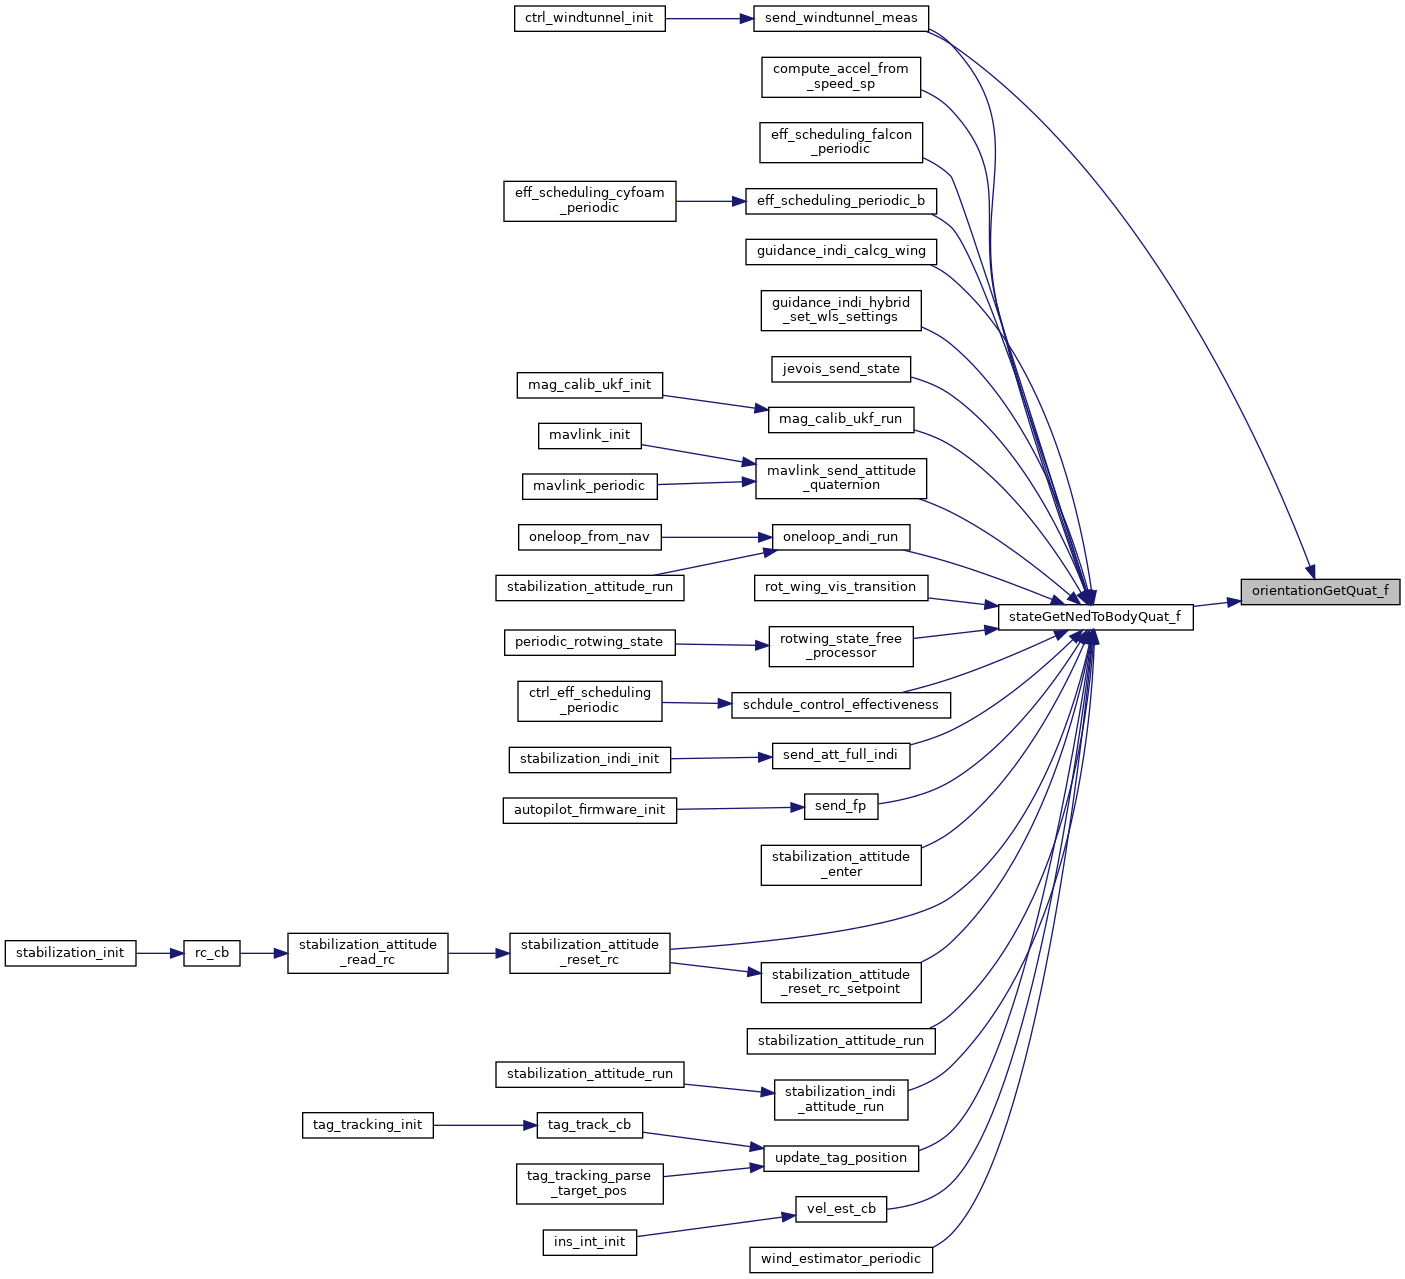 ctrl_windtunnel_init
send_windtunnel_meas
compute_accel_from
_speed_sp
eff_scheduling_falcon
_periodic
eff_scheduling_cyfoam
_periodic
eff_scheduling_periodic_b
guidance_indi_calcg_wing
guidance_indi_hybrid
_set_wls_settings
jevois_send_state
mag_calib_ukf_init
mag_calib_ukf_run
mavlink_init
mavlink_send_attitude
_quaternion
mavlink_periodic
oneloop_from_nav
oneloop_andi_run
stabilization_attitude_run
rot_wing_vis_transition
orientationGetQuat_f
stateGetNedToBodyQuat_f
periodic_rotwing_state
rotwing_state_free
_processor
ctrl_eff_scheduling
_periodic
schdule_control_effectiveness
stabilization_indi_init
send_att_full_indi
autopilot_firmware_init
send_fp
stabilization_attitude
_enter
stabilization_init
rc_cb
stabilization_attitude
_read_rc
stabilization_attitude
_reset_rc
stabilization_attitude
_reset_rc_setpoint
stabilization_attitude_run
stabilization_attitude_run
stabilization_indi
_attitude_run
tag_tracking_init
tag_track_cb
update_tag_position
tag_tracking_parse
_target_pos
vel_est_cb
ins_int_init
wind_estimator_periodic